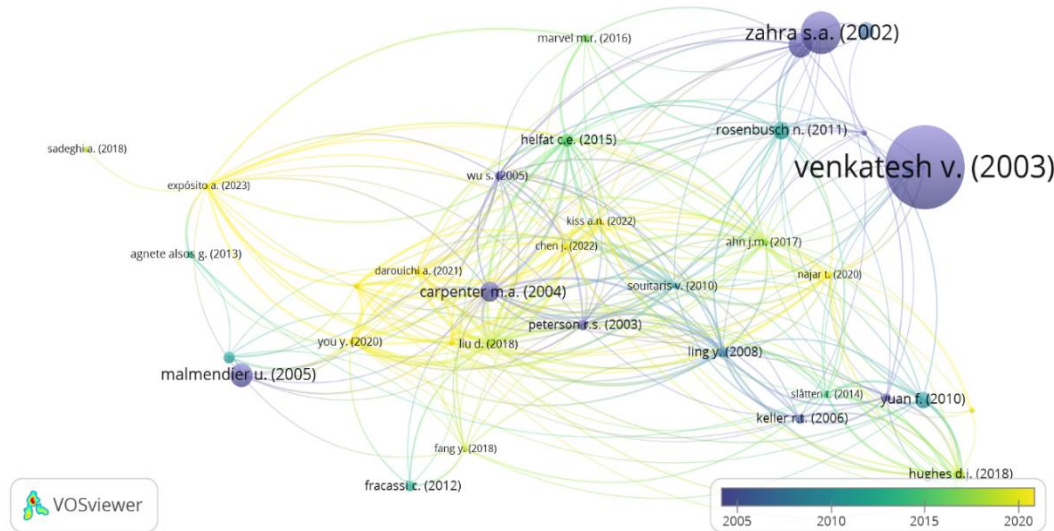 marvel m.r. (2016)
zahra s.a. (2002)
helfat c.e. (2015)
rosenbusch n. (2011)
sadeghi a. (2018)
venkatesh v. (2003)
wu s. (2005)
expósito a. (2023)
kiss a.n. (2022)
agnete alsos g. (2013)
chen j. (2022)
ahn j.m. (2017)
darouichi a. (2021)
najar t. (2020)
carpenter m.a. (2004)
souitaris v. (2010)
peterson r.s. (2003)
you y. (2020)
liu d. (2018)
ling y. (2008)
malmendier u. (2005)
slåtten t. (2014)
yuan f. (2010)
keller r.t. (2006)
fang y. (2018)
hughes d.j. (2018)
fracassi c. (2012)
VOSviewer
2005 2010 2015 2020